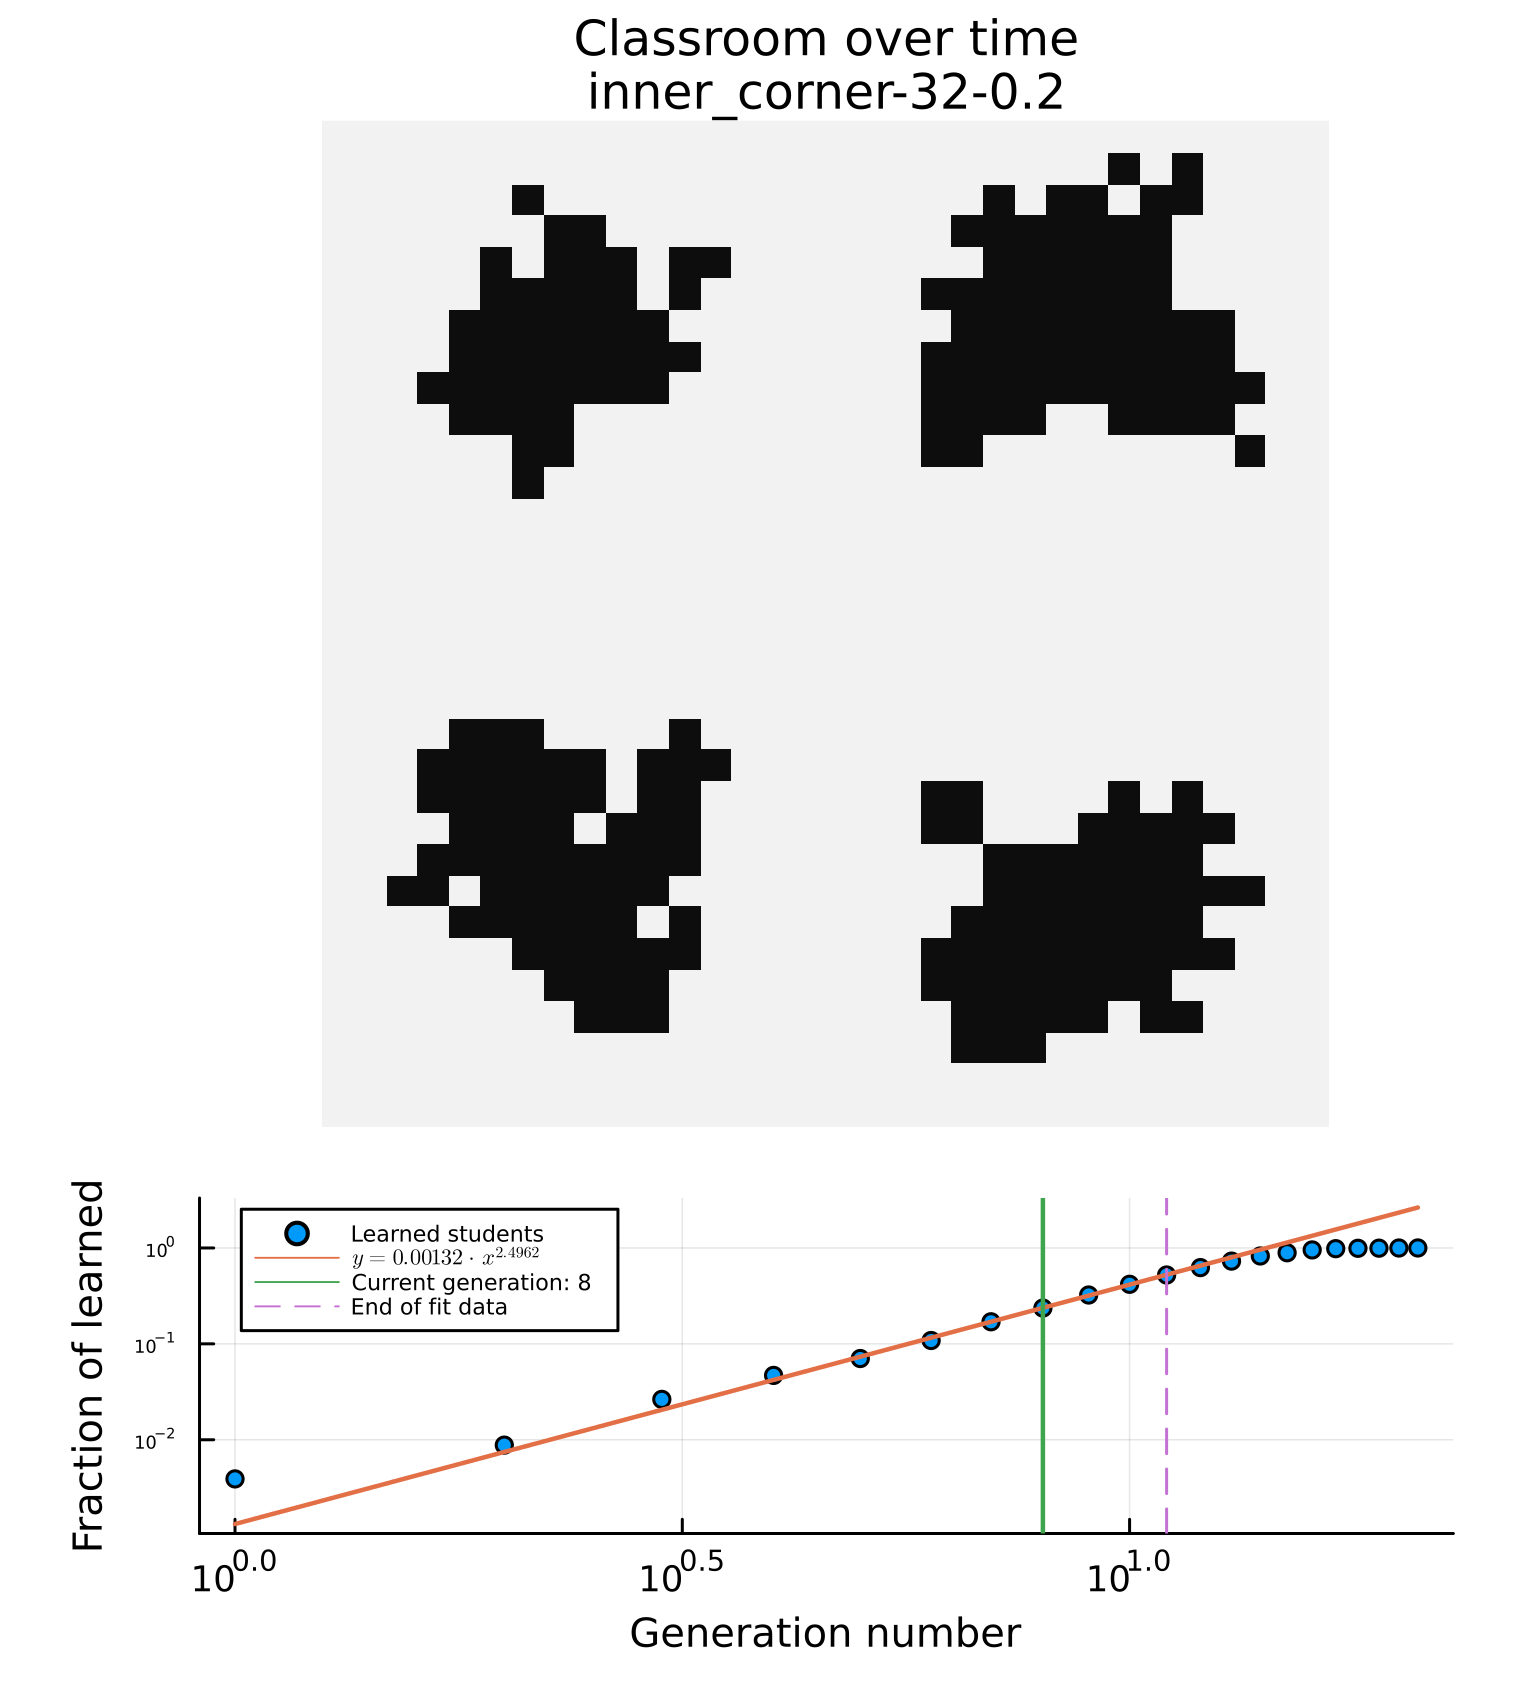 Classroom over time
inner_corner-32-0.2
Fraction of learned
10^0
10^-1
10^-2
Learned students
y = 0.00132 · x^2.4962
Current generation: 8
End of fit data
10^0.0
10^0.5
10^1.0
Generation number